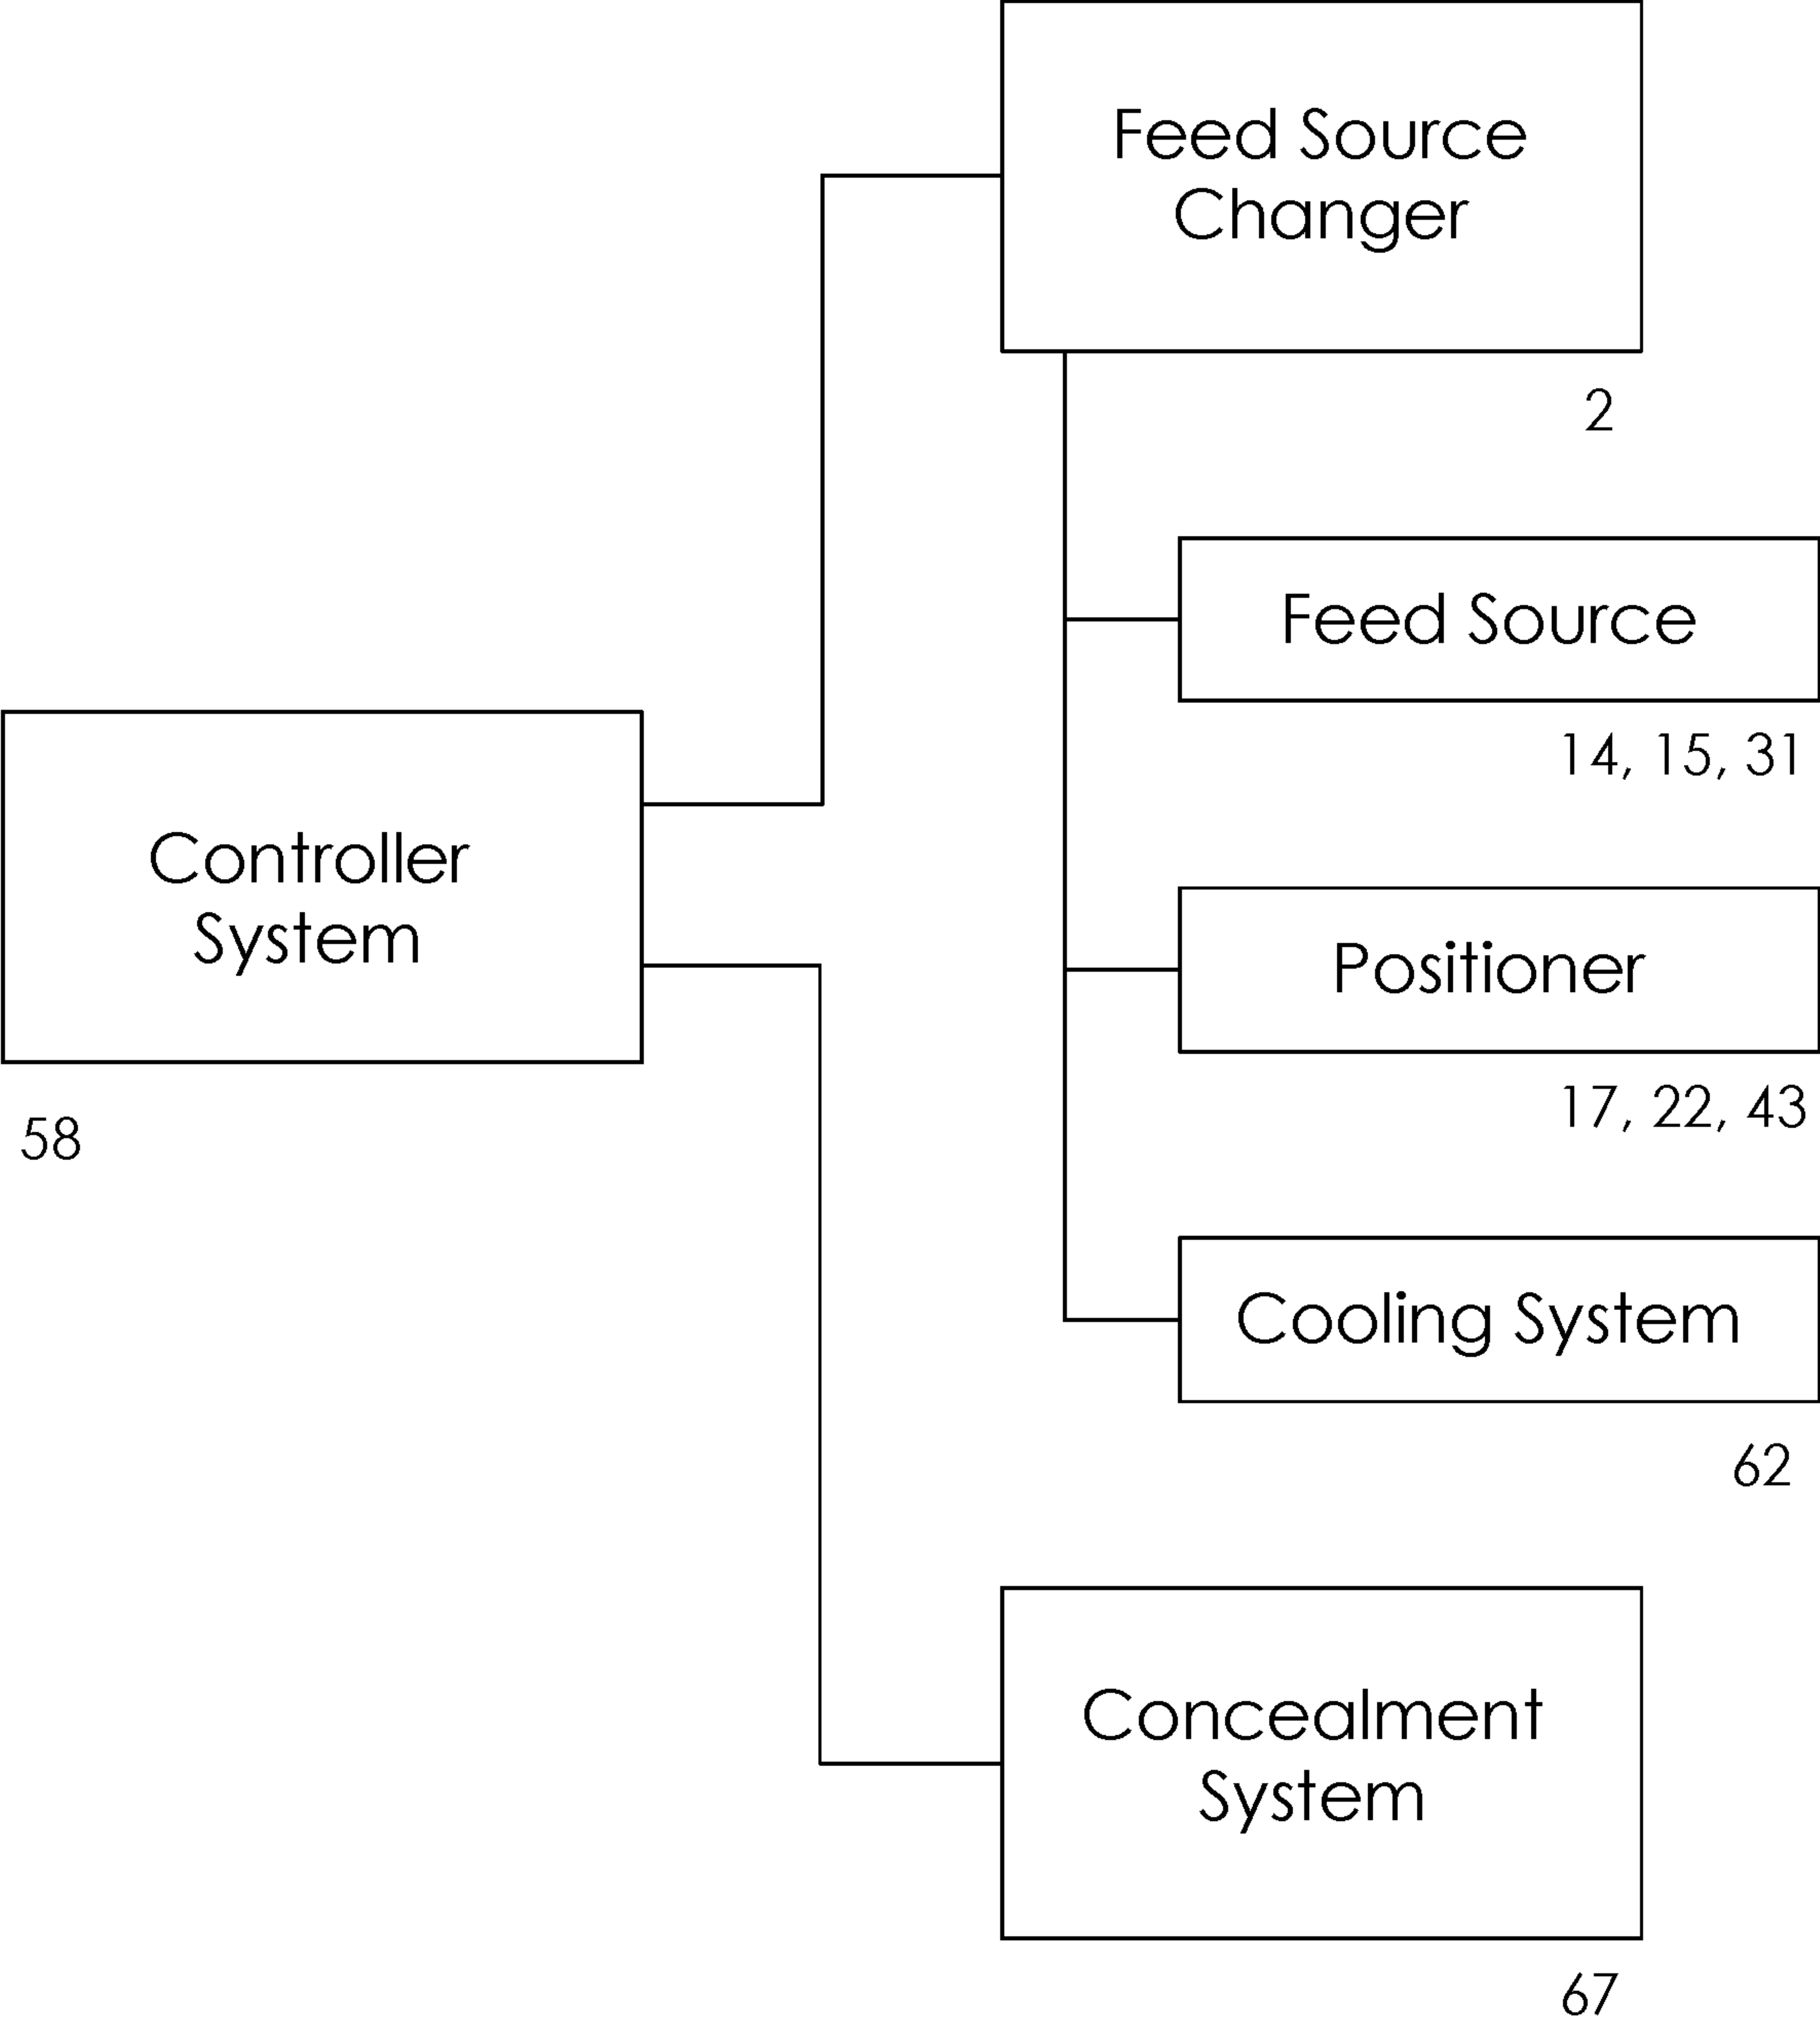 Feed Source
Changer
2
Feed Source
14, 15, 31
Controller
System
58
Positioner
17, 22, 43
Cooling System
62
Concealment
System
67